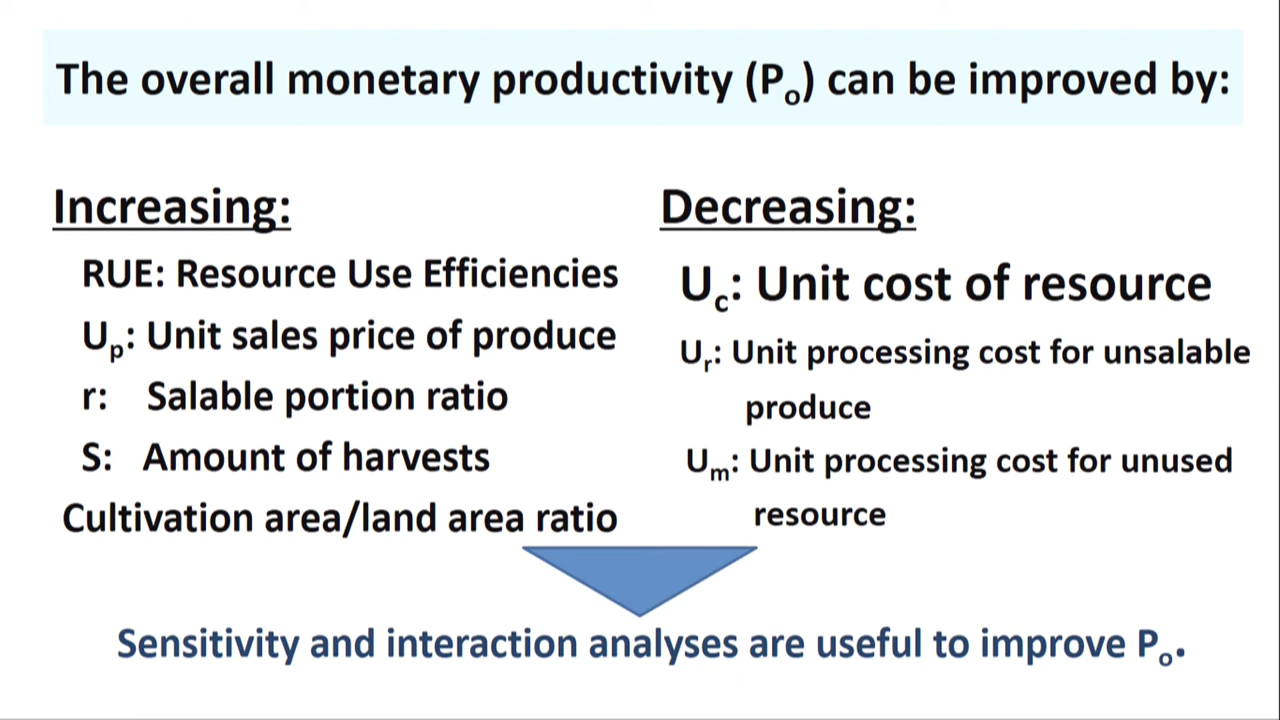 The overall monetary productivity (Po) can be improved by:
Increasing:
RUE: Resource Use Efficiencies
Up: Unit sales price of produce
r: Salable portion ratio
S: Amount of harvests
Cultivation area/land area ratio
Decreasing:
Uc: Unit cost of resource
Ur: Unit processing cost for unsalable
produce
Um: Unit processing cost for unused
resource
Sensitivity and interaction analyses are useful to improve Po.